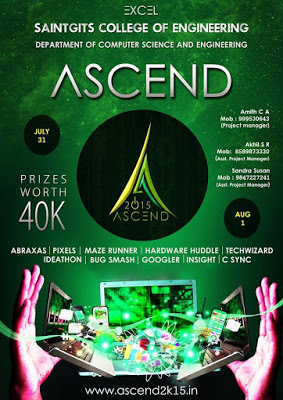 EXCEL
SAINTGITS COLLEGE OF ENGINEERING
DEPARTMENT OF COMPUTER SCIENCE AND ENGINEERING
ASCEND
Amith C A
Mob : 999530643
(Project manager)
Akhil S R
Mob: 8589873330
(Asst. Project Manager)
Sandra Susan
Mob : 9847227241
(Asst. Project Manager)
JULY
31
PRIZES
WORTH
40K
2015
ASCEND
AUG
1
ABRAXAS | PIXELS | MAZE RUNNER | HARDWARE HUDDLE | TECHWIZARD
IDEATHON | BUG SMASH | GOOGLER | INSIGHT | C SYNC
www.ascend2k15.in